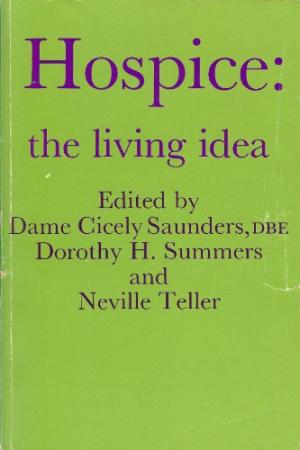 Hospice:
the living idea
Edited by
Dame Cicely Saunders, DBE
Dorothy H. Summers
and
Neville Teller